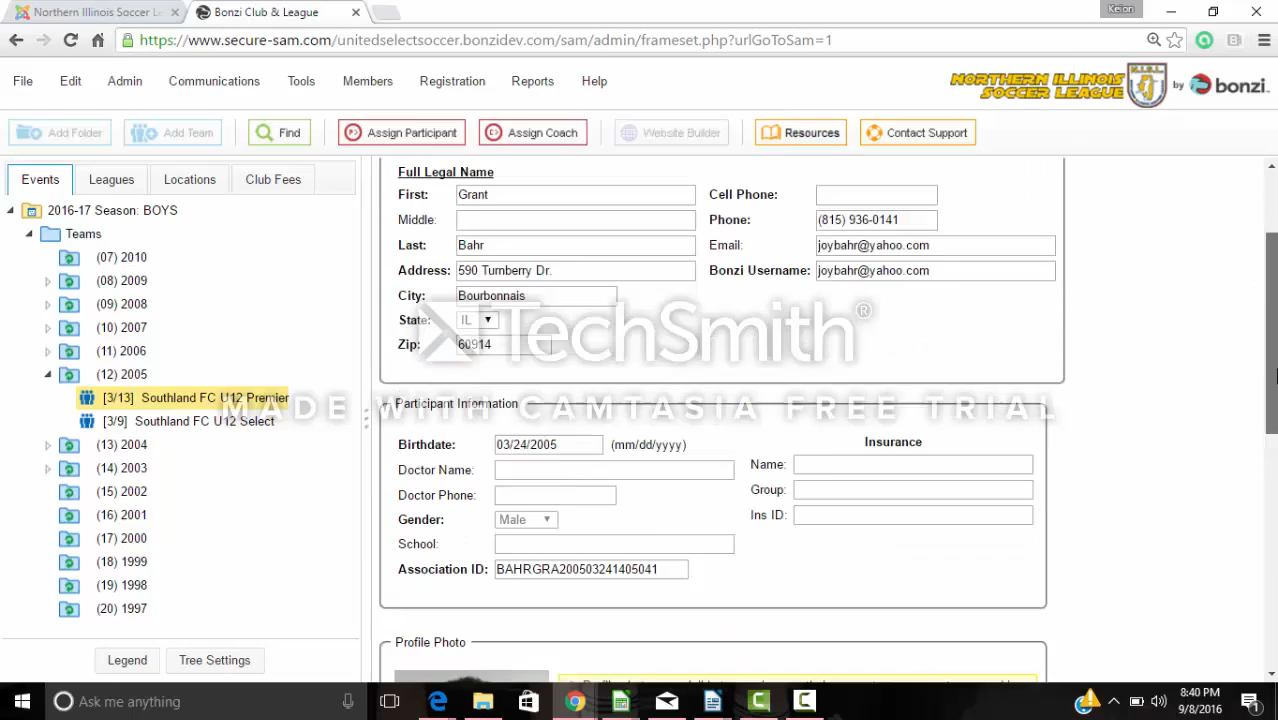 Northern Illinois Soccer Le
Bonzi Club & League
Keion
https://www.secure-sam.com/unitedselectsoccer.bonzidev.com/sam/admin/frameset.php?urlGoToSam=1
File Edit Admin Communications Tools Members Registration Reports Help
NORTHERN ILLINOIS
SOCCER LEAGUE
by bonzi
Add Folder Add Team Find Assign Participant Assign Coach Website Builder Resources Contact Support
Events Leagues Locations Club Fees
2016-17 Season: BOYS
Teams
(07) 2010
(08) 2009
(09) 2008
(10) 2007
(11) 2006
(12) 2005
[3/13] Southland FC U12 Premier
[3/9] Southland FC U12 Select
(13) 2004
(14) 2003
(15) 2002
(16) 2001
(17) 2000
(18) 1999
(19) 1998
(20) 1997
Legend Tree Settings
Full Legal Name
First: Grant Cell Phone:
Middle: Phone: (815) 936-0141
Last: Bahr Email: joybahr@yahoo.com
Address: 590 Turnberry Dr. Bonzi Username: joybahr@yahoo.com
City: Bourbonnais
State: IL
Zip: 60914
TechSmith®
MADE WITH CAMTASIA FREE TRIAL
Participant Information
Birthdate: 03/24/2005 (mm/dd/yyyy) Insurance
Doctor Name: Name:
Doctor Phone: Group:
Gender: Male Ins ID:
School:
Association ID: BAHRGRA200503241405041
Profile Photo
Ask me anything
8:40 PM
9/8/2016